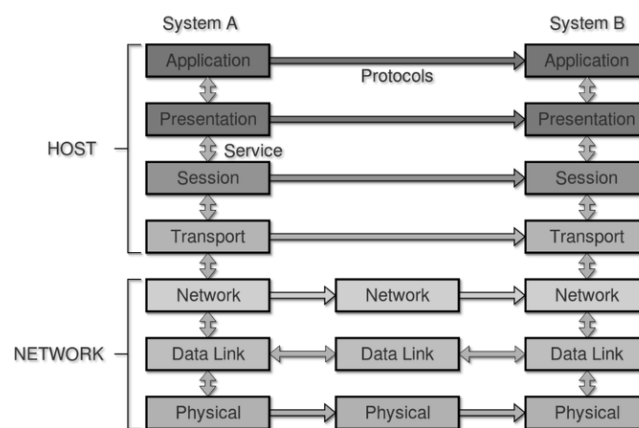 System A System B
Application Application
Protocols
Presentation Presentation
HOST
Service
Session Session
Transport Transport
Network Network Network
NETWORK Data Link Data Link Data Link
Physical Physical Physical